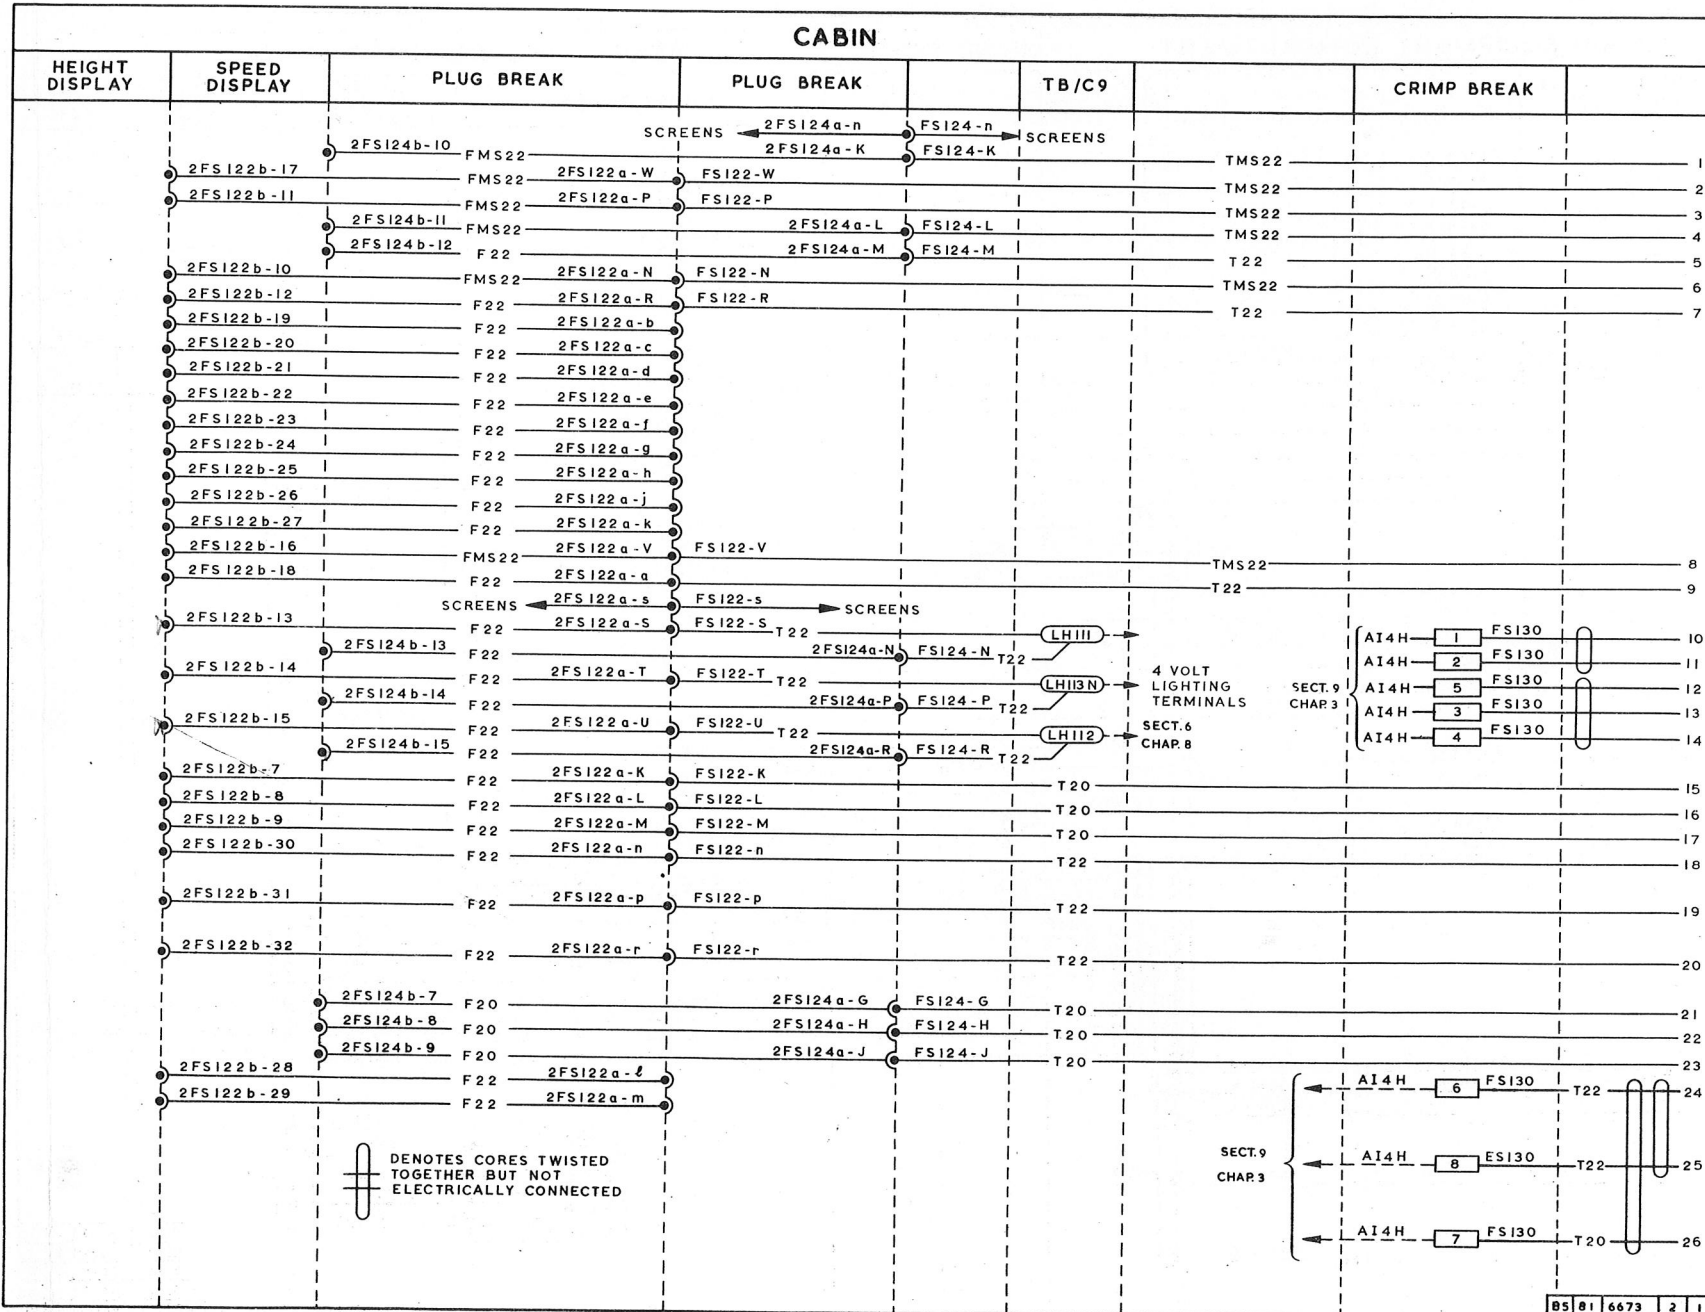 CABIN
HEIGHT DISPLAY
SPEED DISPLAY
PLUG BREAK
PLUG BREAK
TB/C9
CRIMP BREAK
SCREENS 2FS124a-n FS124-n SCREENS
2FS124b-10 FMS22 2FS124a-K FS124-K TMS22 1
2FS122b-17 FMS22 2FS122a-W FS122-W TMS22 2
2FS122b-11 FMS22 2FS122a-P FS122-P TMS22 3
2FS124b-11 FMS22 2FS124a-L FS124-L TMS22 4
2FS124b-12 F22 2FS124a-M FS124-M T22 5
2FS122b-10 FMS22 2FS122a-N FS122-N TMS22 6
2FS122b-12 F22 2FS122a-R FS122-R T22 7
2FS122b-19 F22 2FS122a-b
2FS122b-20 F22 2FS122a-c
2FS122b-21 F22 2FS122a-d
2FS122b-22 F22 2FS122a-e
2FS122b-23 F22 2FS122a-f
2FS122b-24 F22 2FS122a-g
2FS122b-25 F22 2FS122a-h
2FS122b-26 F22 2FS122a-j
2FS122b-27 F22 2FS122a-k
2FS122b-16 FMS22 2FS122a-V FS122-V TMS22 8
2FS122b-18 F22 2FS122a-a T22 9
SCREENS 2FS122a-s FS122-s SCREENS
2FS122b-13 F22 2FS122a-S FS122-S T22 LH111 AI4H 1 FS130 10
2FS124b-13 F22 2FS124a-N FS124-N T22 AI4H 2 FS130 11
2FS122b-14 F22 2FS122a-T FS122-T T22 LH113N AI4H 5 FS130 12
2FS124b-14 F22 2FS124a-P FS124-P T22 AI4H 3 FS130 13
2FS122b-15 F22 2FS122a-U FS122-U T22 LH112 AI4H 4 FS130 14
4 VOLT
LIGHTING
TERMINALS
SECT.6
CHAP.8
SECT.9
CHAP.3
2FS124b-15 F22 2FS124a-R FS124-R T22
2FS122b-7 F22 2FS122a-K FS122-K T20 15
2FS122b-8 F22 2FS122a-L FS122-L T20 16
2FS122b-9 F22 2FS122a-M FS122-M T20 17
2FS122b-30 F22 2FS122a-n FS122-n T22 18
2FS122b-31 F22 2FS122a-p FS122-p T22 19
2FS122b-32 F22 2FS122a-r FS122-r T22 20
2FS124b-7 F20 2FS124a-G FS124-G T20 21
2FS124b-8 F20 2FS124a-H FS124-H T20 22
2FS124b-9 F20 2FS124a-J FS124-J T20 23
2FS122b-28 F22 2FS122a-ℓ AI4H 6 FS130 T22 24
2FS122b-29 F22 2FS122a-m
DENOTES CORES TWISTED
TOGETHER BUT NOT
ELECTRICALLY CONNECTED
SECT.9
CHAP.3
AI4H 8 ES130 T22 25
AI4H 7 FS130 T20 26
BS 81 6673 2